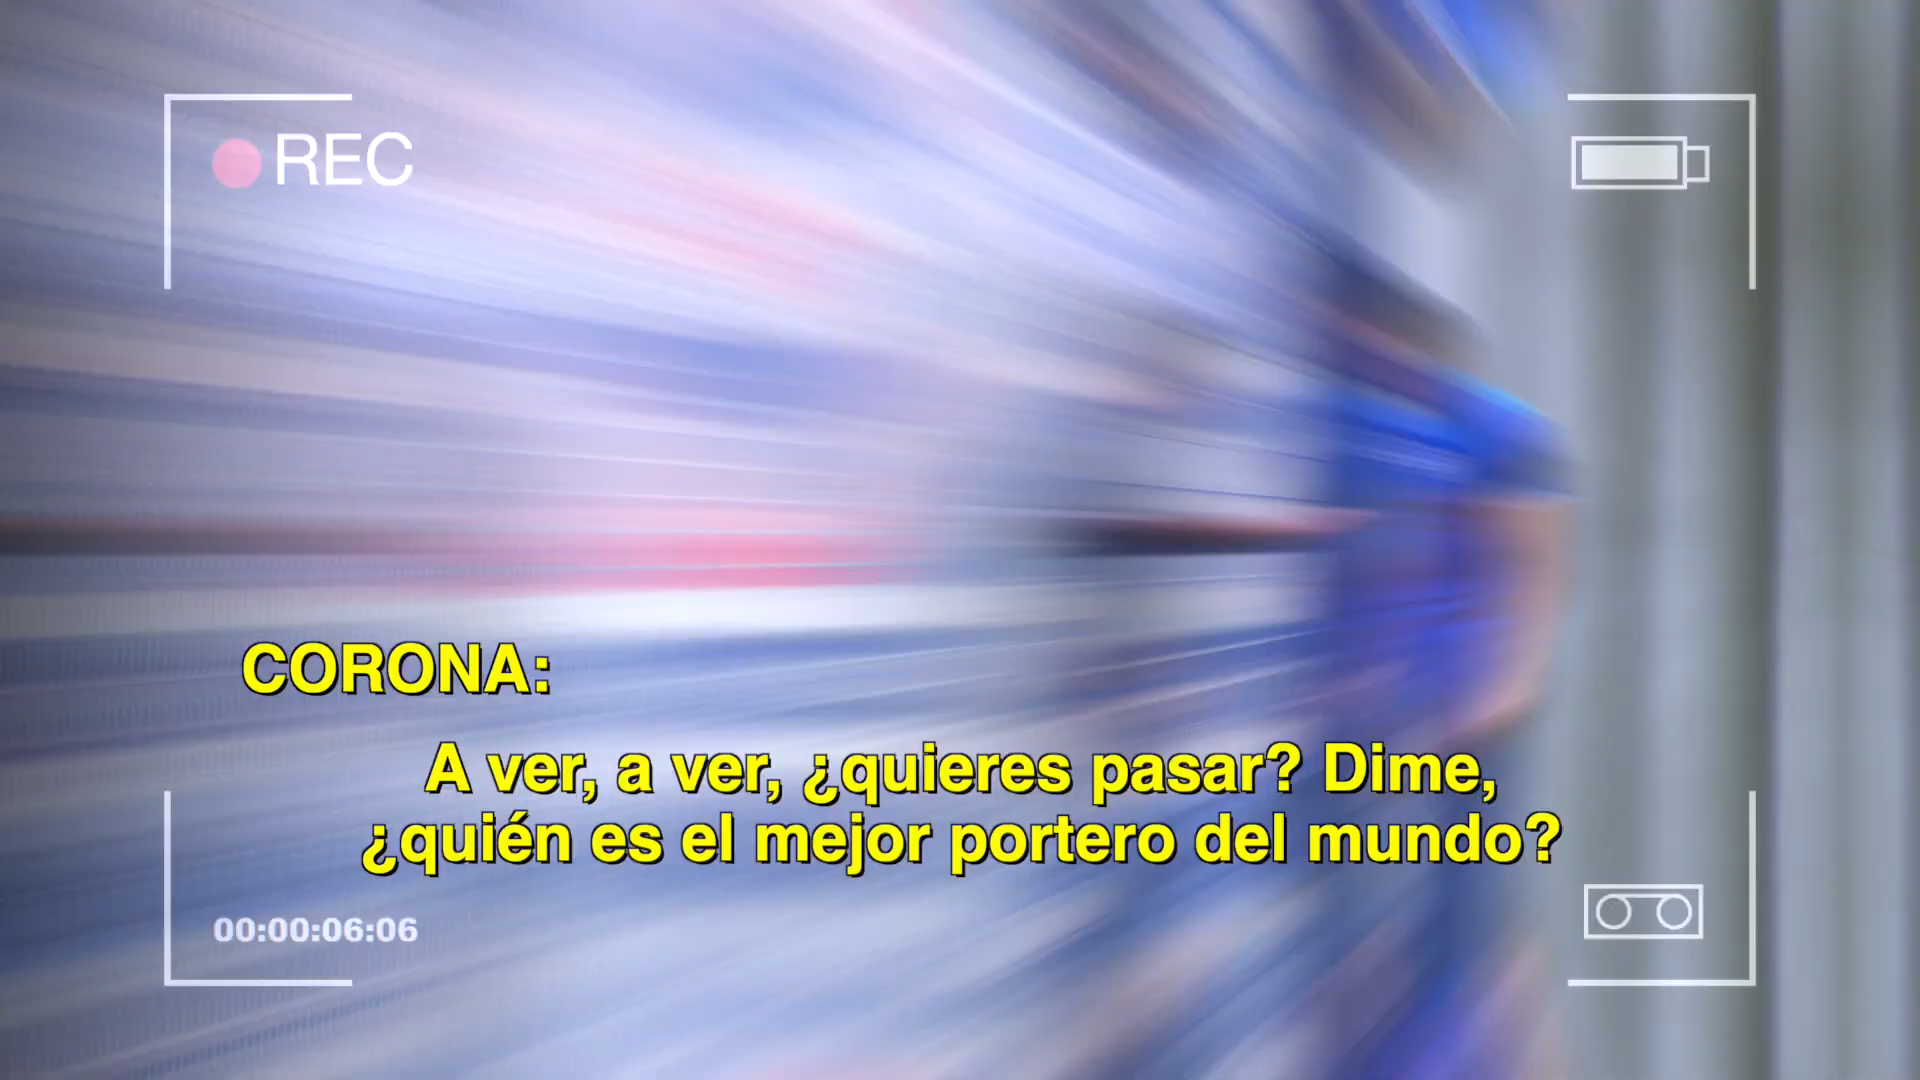 REC
CORONA:
A ver, a ver, ¿quieres pasar? Dime,
¿quién es el mejor portero del mundo?
00:00:06:06